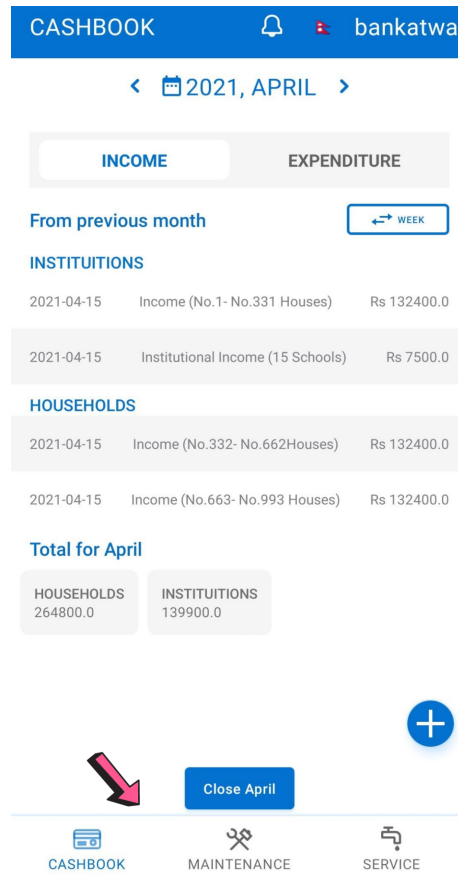 CASHBOOK bankatwa
2021, APRIL
INCOME EXPENDITURE
From previous month WEEK
INSTITUITIONS
2021-04-15 Income (No.1- No.331 Houses) Rs 132400.0
2021-04-15 Institutional Income (15 Schools) Rs 7500.0
HOUSEHOLDS
2021-04-15 Income (No.332- No.662Houses) Rs 132400.0
2021-04-15 Income (No.663- No.993 Houses) Rs 132400.0
Total for April
HOUSEHOLDS INSTITUITIONS
264800.0 139900.0
Close April
CASHBOOK MAINTENANCE SERVICE